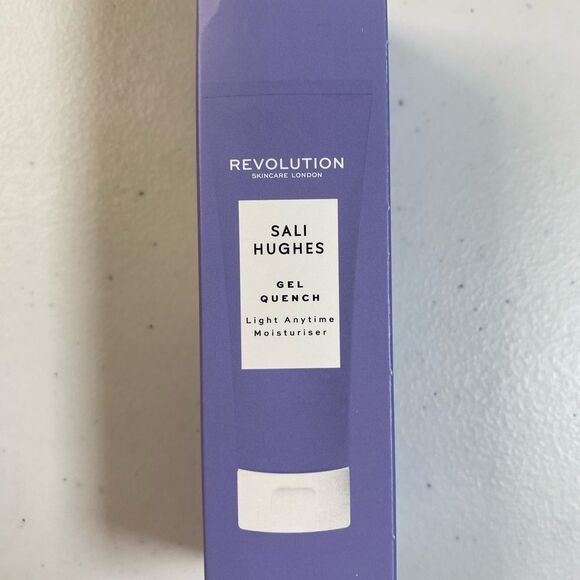 REVOLUTION
SKINCARE LONDON
SALI
HUGHES
GEL
QUENCH
Light Anytime
Moisturiser